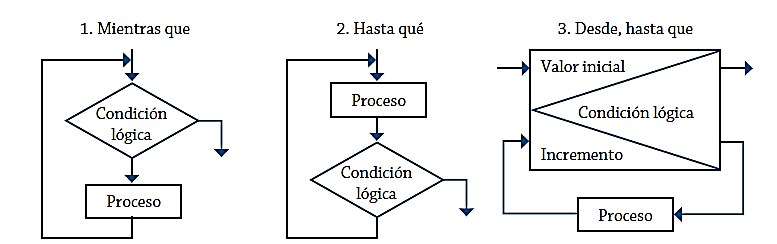 1. Mientras que
Condición
lógica
Proceso
2. Hasta qué
Proceso
Condición
lógica
3. Desde, hasta que
Valor inicial
Condición lógica
Incremento
Proceso